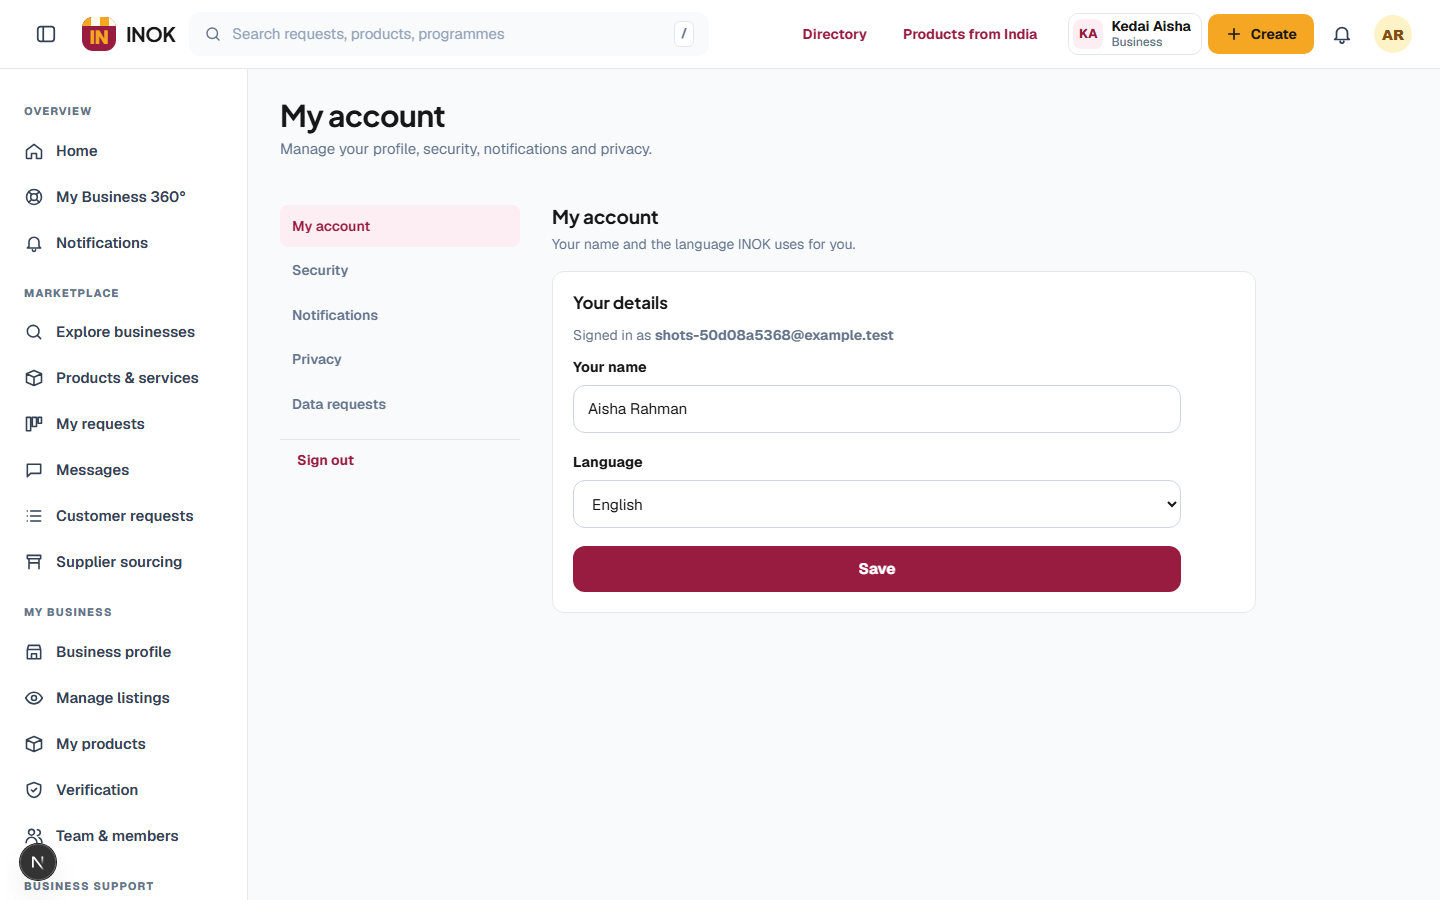 IN INOK
Search requests, products, programmes
/
Directory
Products from India
KA
Kedai Aisha
Business
Create
AR
OVERVIEW
Home
My Business 360°
Notifications
MARKETPLACE
Explore businesses
Products & services
My requests
Messages
Customer requests
Supplier sourcing
MY BUSINESS
Business profile
Manage listings
My products
Verification
Team & members
N
BUSINESS SUPPORT
My account
Manage your profile, security, notifications and privacy.
My account
Security
Notifications
Privacy
Data requests
Sign out
My account
Your name and the language INOK uses for you.
Your details
Signed in as shots-50d08a5368@example.test
Your name
Aisha Rahman
Language
English
Save